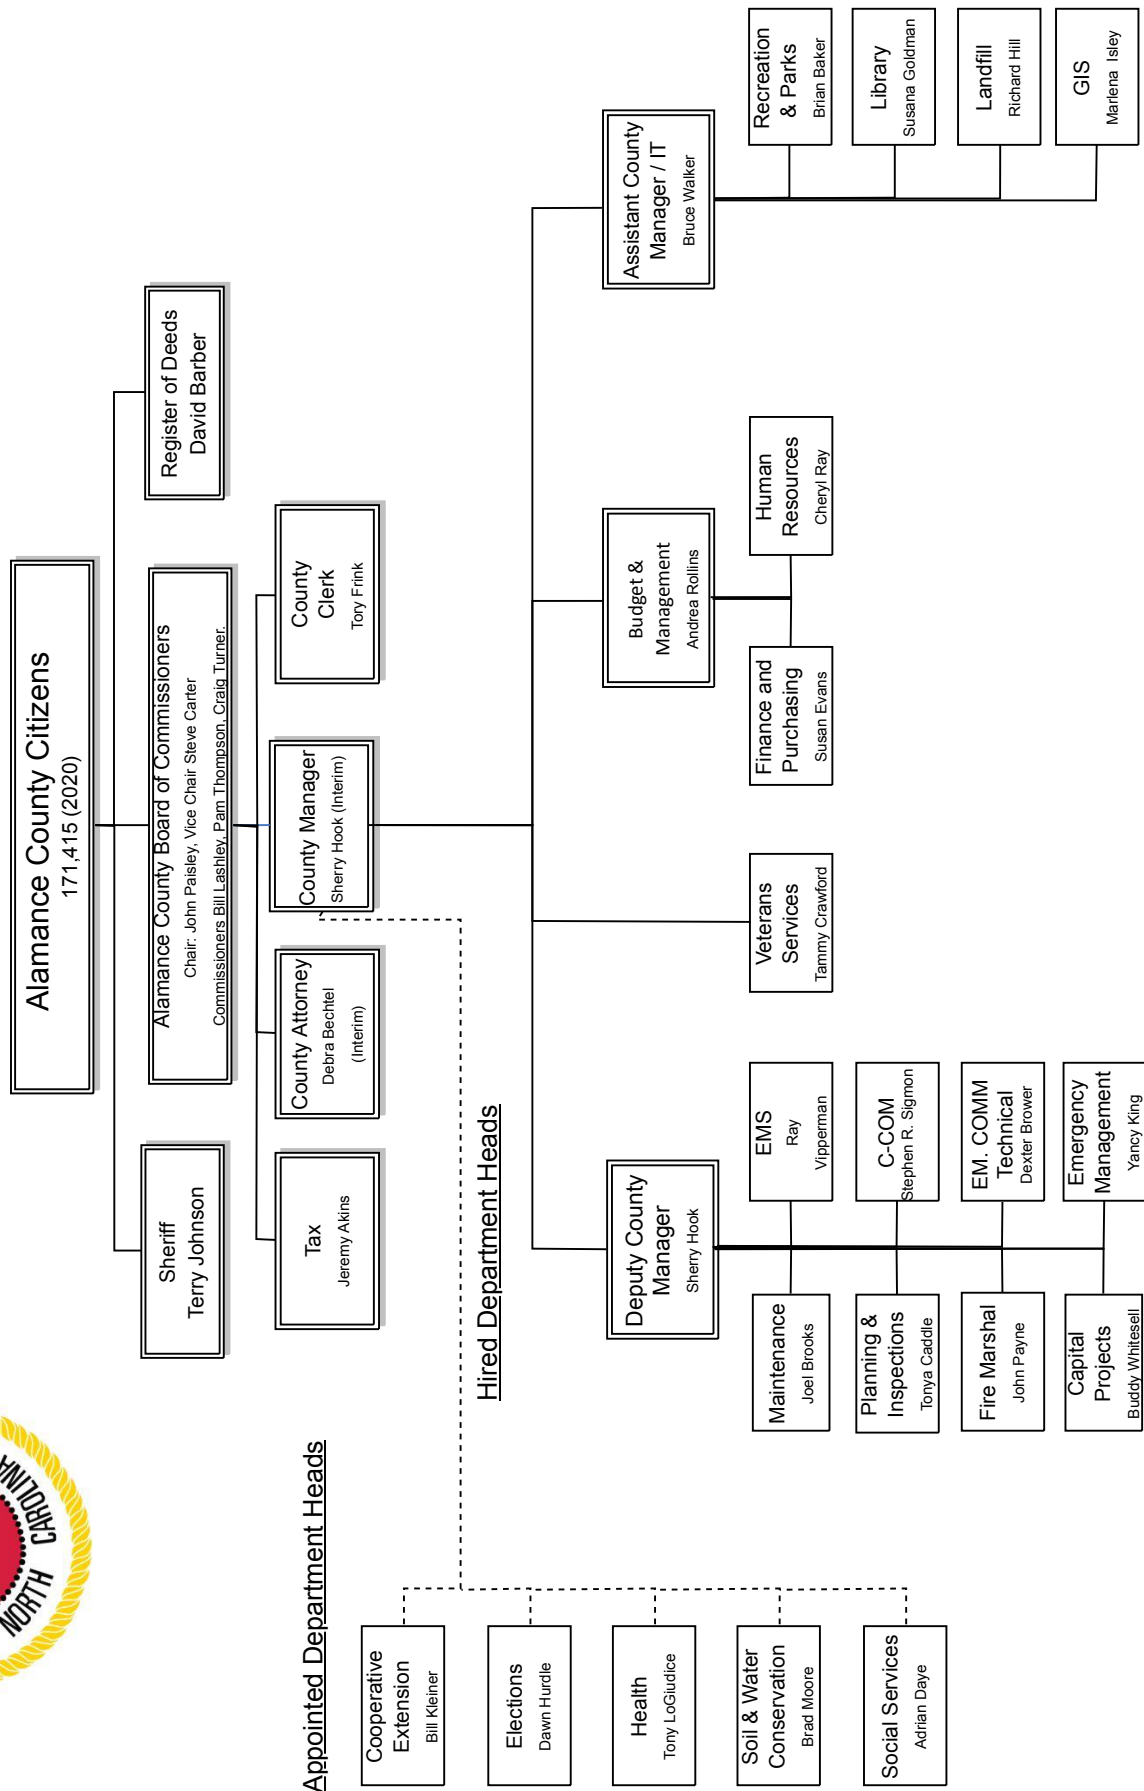 NORTH CAROLINA
Alamance County Citizens
171,415 (2020)
Sheriff
Terry Johnson
Alamance County Board of Commissioners
Chair: John Paisley, Vice Chair Steve Carter
Commissioners Bill Lashley, Pam Thompson, Craig Turner.
Register of Deeds
David Barber
Tax
Jeremy Akins
County Attorney
Debra Bechtel
(Interim)
County Manager
Sherry Hook (Interim)
County
Clerk
Tory Frink
Appointed Department Heads
Cooperative
Extension
Bill Kleiner
Elections
Dawn Hurdle
Health
Tony LoGiudice
Soil & Water
Conservation
Brad Moore
Social Services
Adrian Daye
Hired Department Heads
Deputy County
Manager
Sherry Hook
Maintenance
Joel Brooks
EMS
Ray
Vipperman
Planning &
Inspections
Tonya Caddle
C-COM
Stephen R. Sigmon
Fire Marshal
John Payne
EM. COMM
Technical
Dexter Brower
Capital
Projects
Buddy Whitesell
Emergency
Management
Yancy King
Veterans
Services
Tammy Crawford
Budget &
Management
Andrea Rollins
Finance and
Purchasing
Susan Evans
Human
Resources
Cheryl Ray
Assistant County
Manager / IT
Bruce Walker
Recreation
& Parks
Brian Baker
Library
Susana Goldman
Landfill
Richard Hill
GIS
Marlena Isley